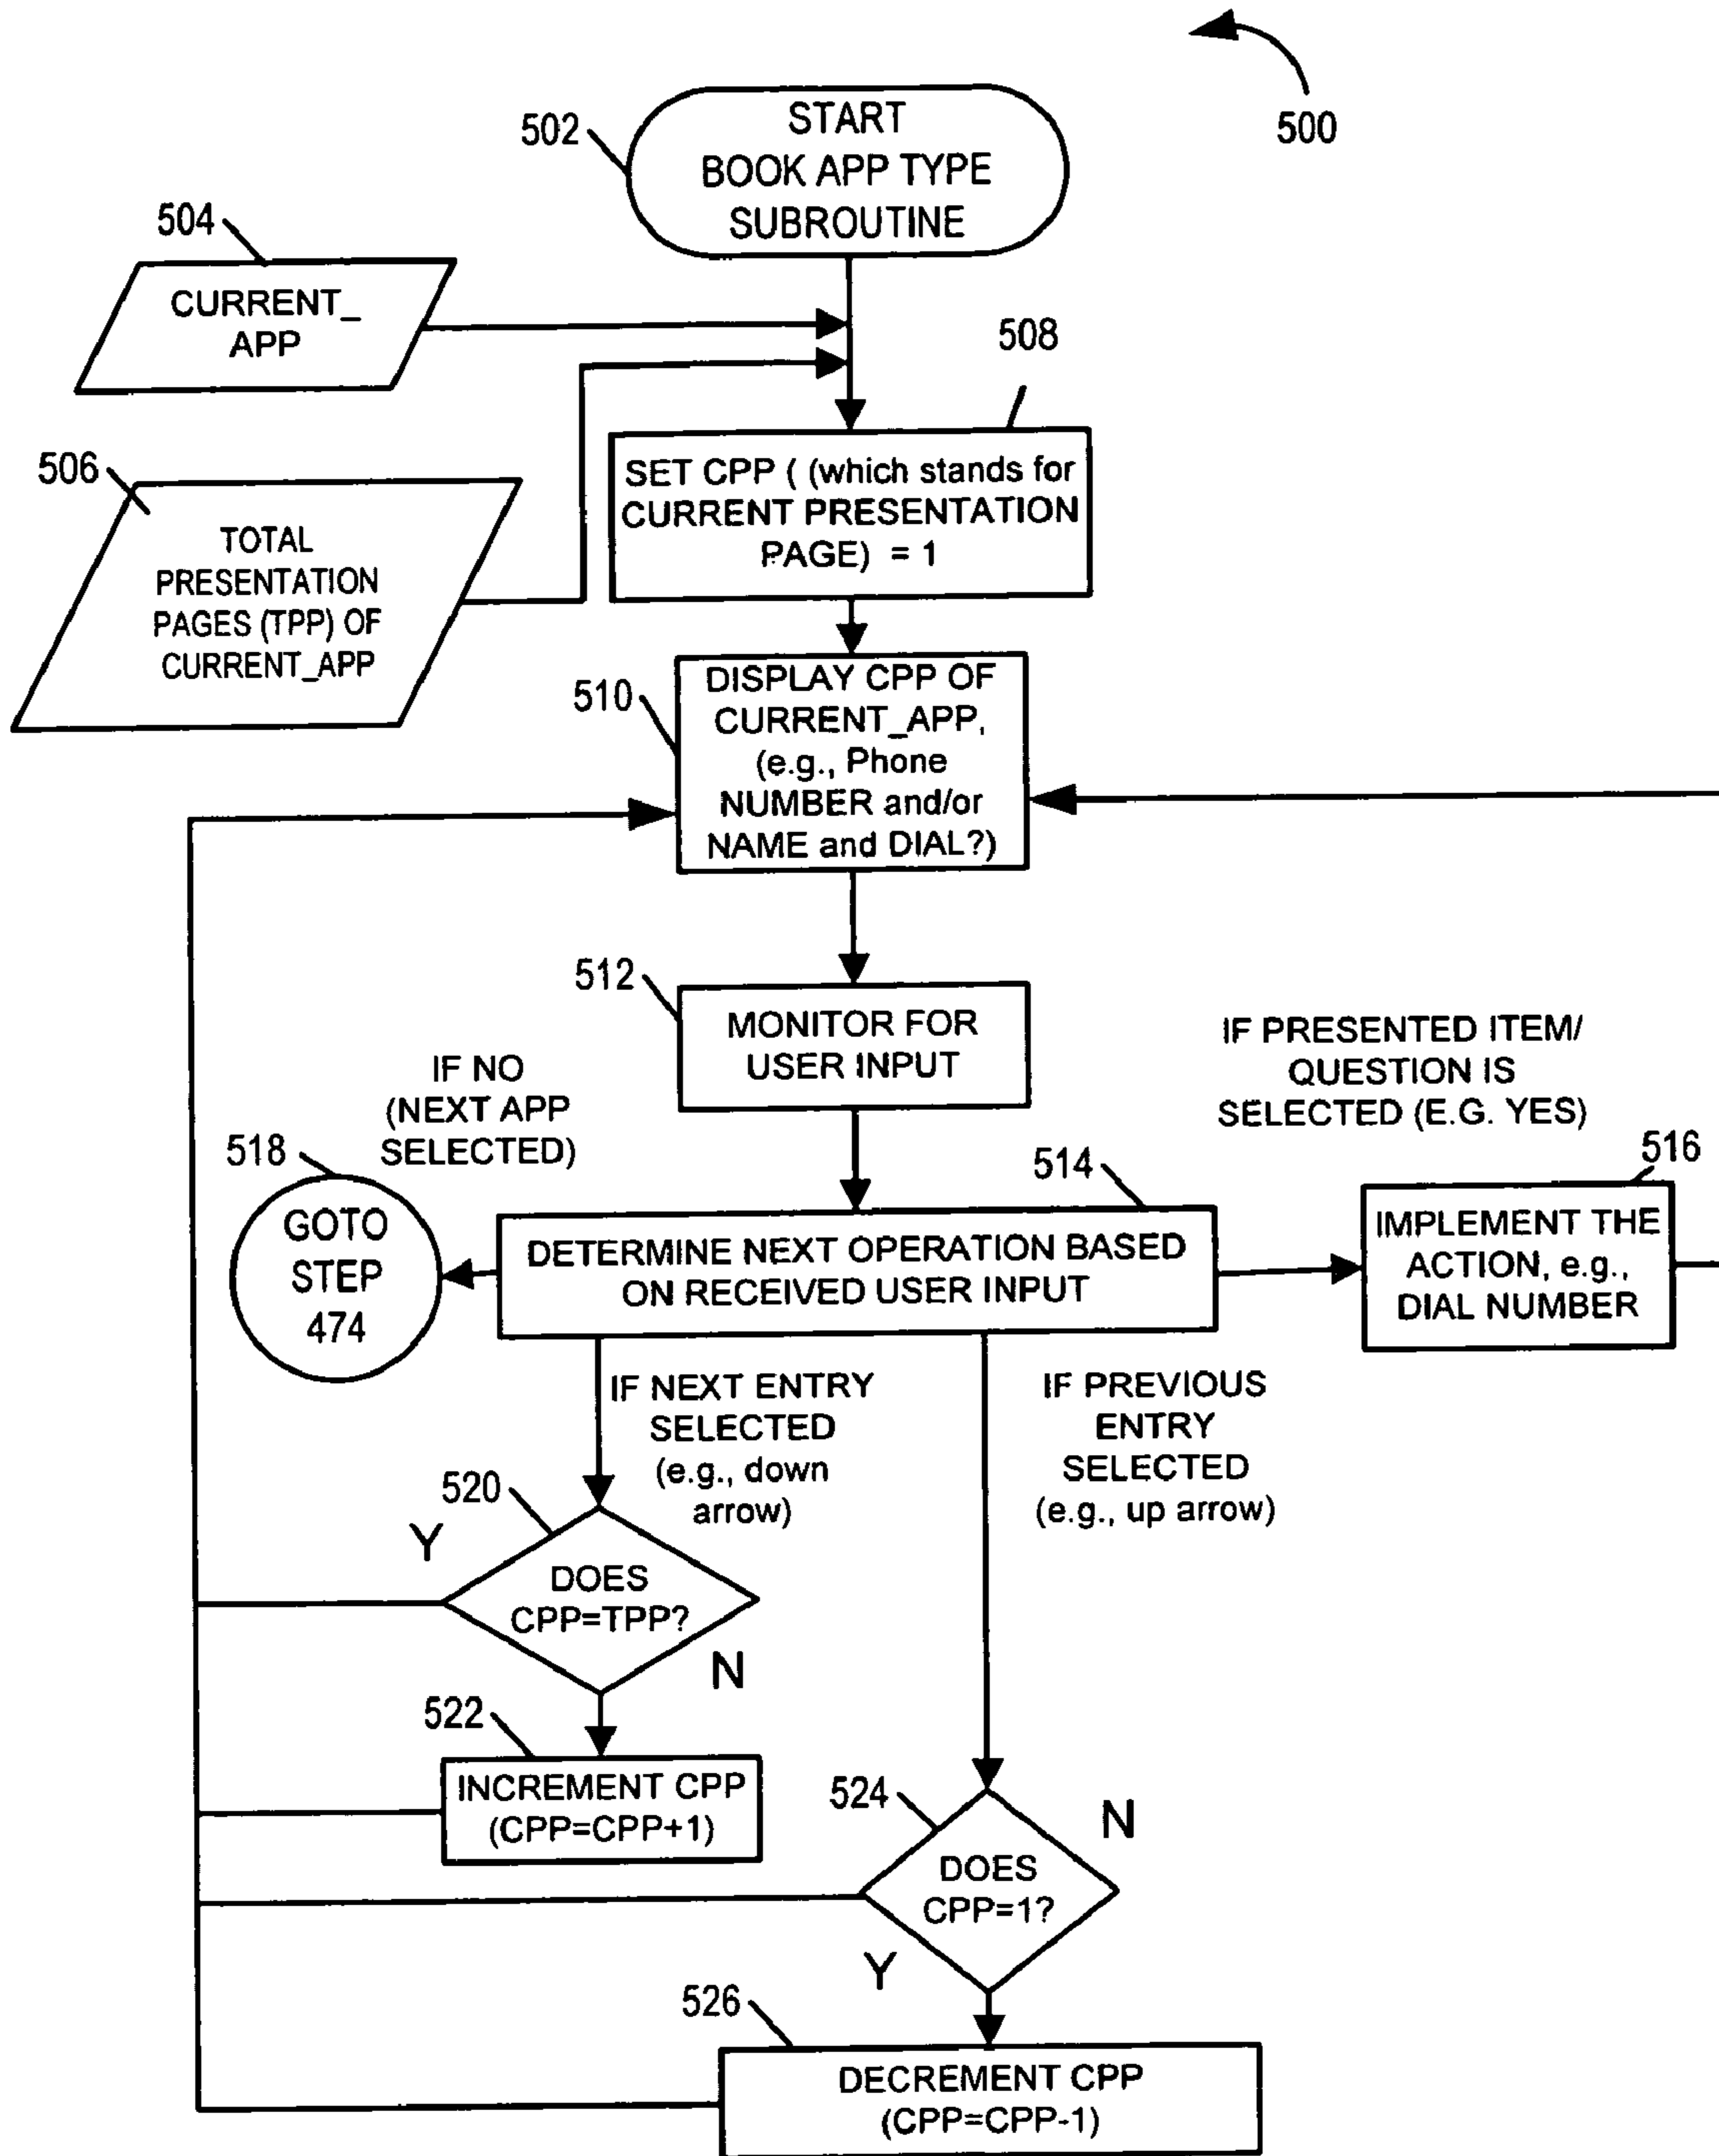 500
502
START
BOOK APP TYPE
SUBROUTINE
504
CURRENT_
APP
506
TOTAL
PRESENTATION
PAGES (TPP) OF
CURRENT_APP
508
SET CPP ( (which stands for
CURRENT PRESENTATION
PAGE) = 1
510
DISPLAY CPP OF
CURRENT_APP,
(e.g., Phone
NUMBER and/or
NAME and DIAL?)
512
MONITOR FOR
USER INPUT
IF NO
(NEXT APP
SELECTED)
IF PRESENTED ITEM/
QUESTION IS
SELECTED (E.G. YES)
518
GOTO
STEP
474
514
DETERMINE NEXT OPERATION BASED
ON RECEIVED USER INPUT
516
IMPLEMENT THE
ACTION, e.g.,
DIAL NUMBER
IF NEXT ENTRY
SELECTED
(e.g., down
arrow)
IF PREVIOUS
ENTRY
SELECTED
(e.g., up arrow)
520
Y
DOES
CPP=TPP?
N
522
INCREMENT CPP
(CPP=CPP+1)
524
N
DOES
CPP=1?
Y
526
DECREMENT CPP
(CPP=CPP-1)